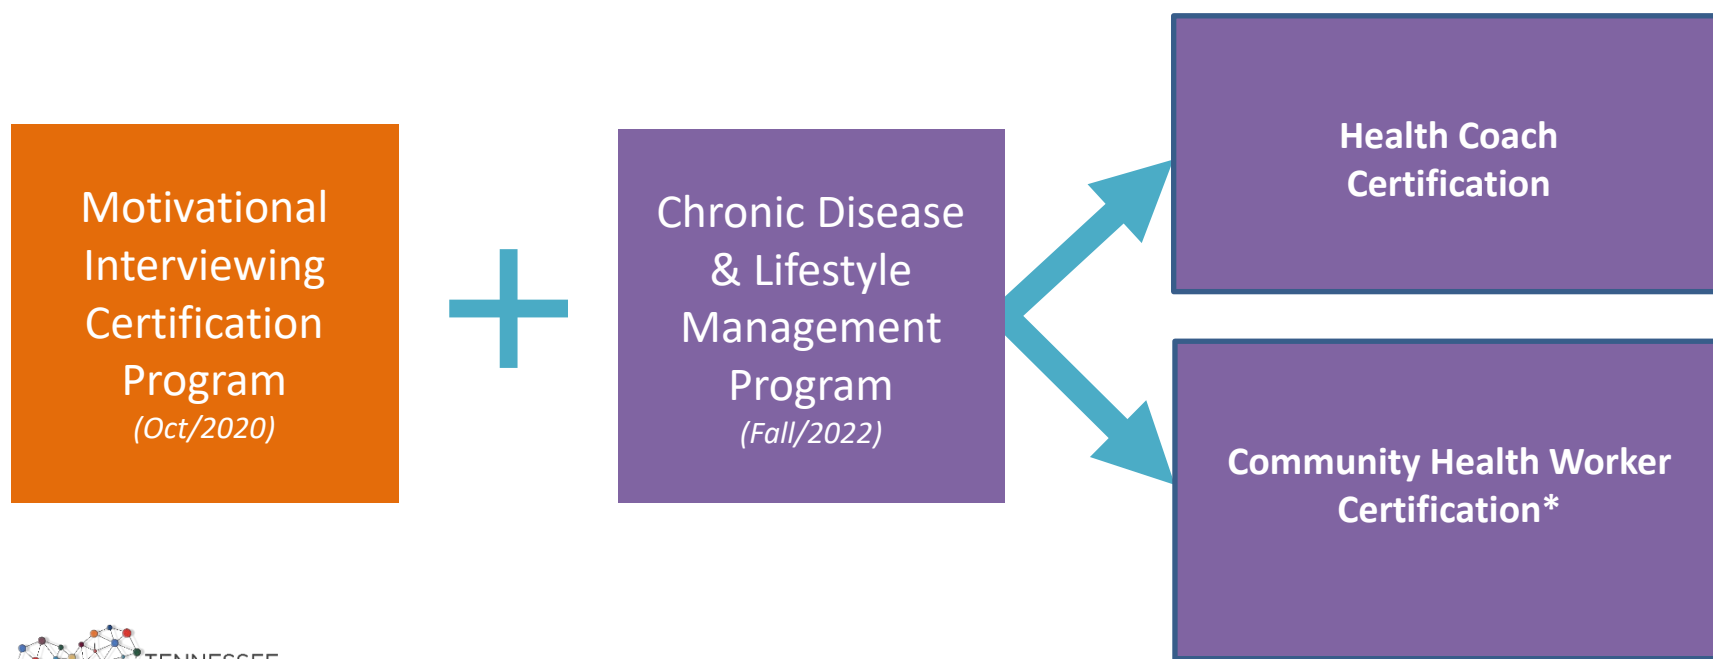 Motivational
Interviewing
Certification
Program
(Oct/2020)
Chronic Disease
& Lifestyle
Management
Program
(Fall/2022)
Health Coach
Certification
Community Health Worker
Certification*
TENNESSEE